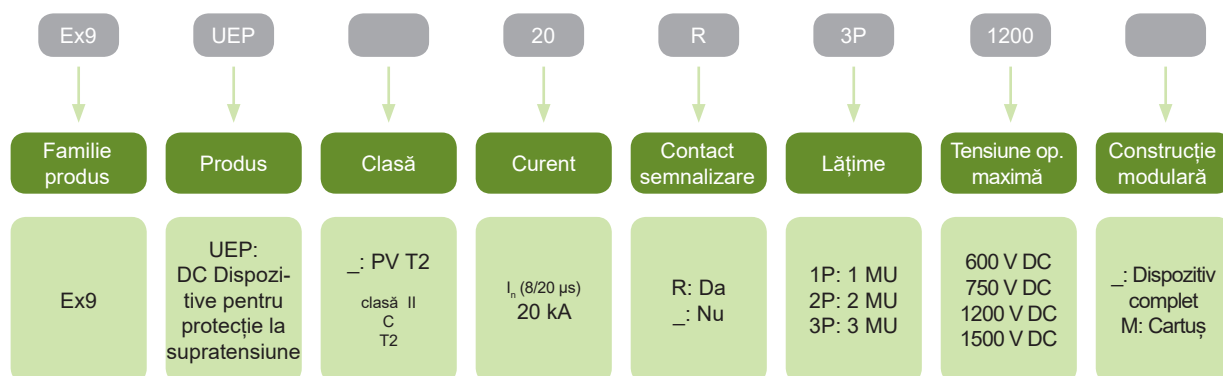 Ex9
UEP
20
R
3P
1200
Familie
produs
Produs
Clasă
Curent
Contact
semnalizare
Lățime
Tensiune op.
maximă
Construcție
modulară
Ex9
UEP:
DC Dispozi-
tive pentru
protecție la
supratensiune
_: PV T2
clasă II
C
T2
In (8/20 µs)
20 kA
R: Da
_: Nu
1P: 1 MU
2P: 2 MU
3P: 3 MU
600 V DC
750 V DC
1200 V DC
1500 V DC
_: Dispozitiv
complet
M: Cartuș